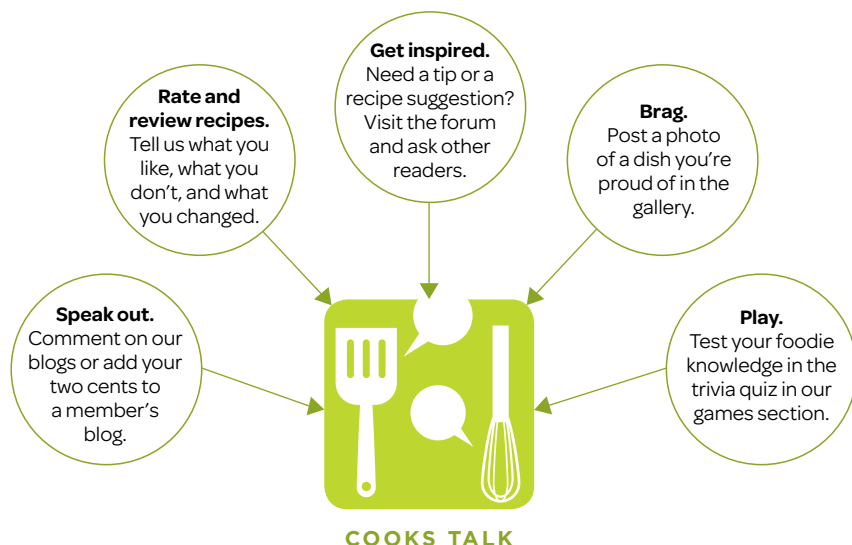 Speak out.
Comment on our
blogs or add your
two cents to
a member’s
blog.
Rate and
review recipes.
Tell us what you
like, what you
don’t, and what
you changed.
Get inspired.
Need a tip or a
recipe suggestion?
Visit the forum
and ask other
readers.
Brag.
Post a photo
of a dish you’re
proud of in the
gallery.
Play.
Test your foodie
knowledge in the
trivia quiz in our
games section.
COOKS TALK